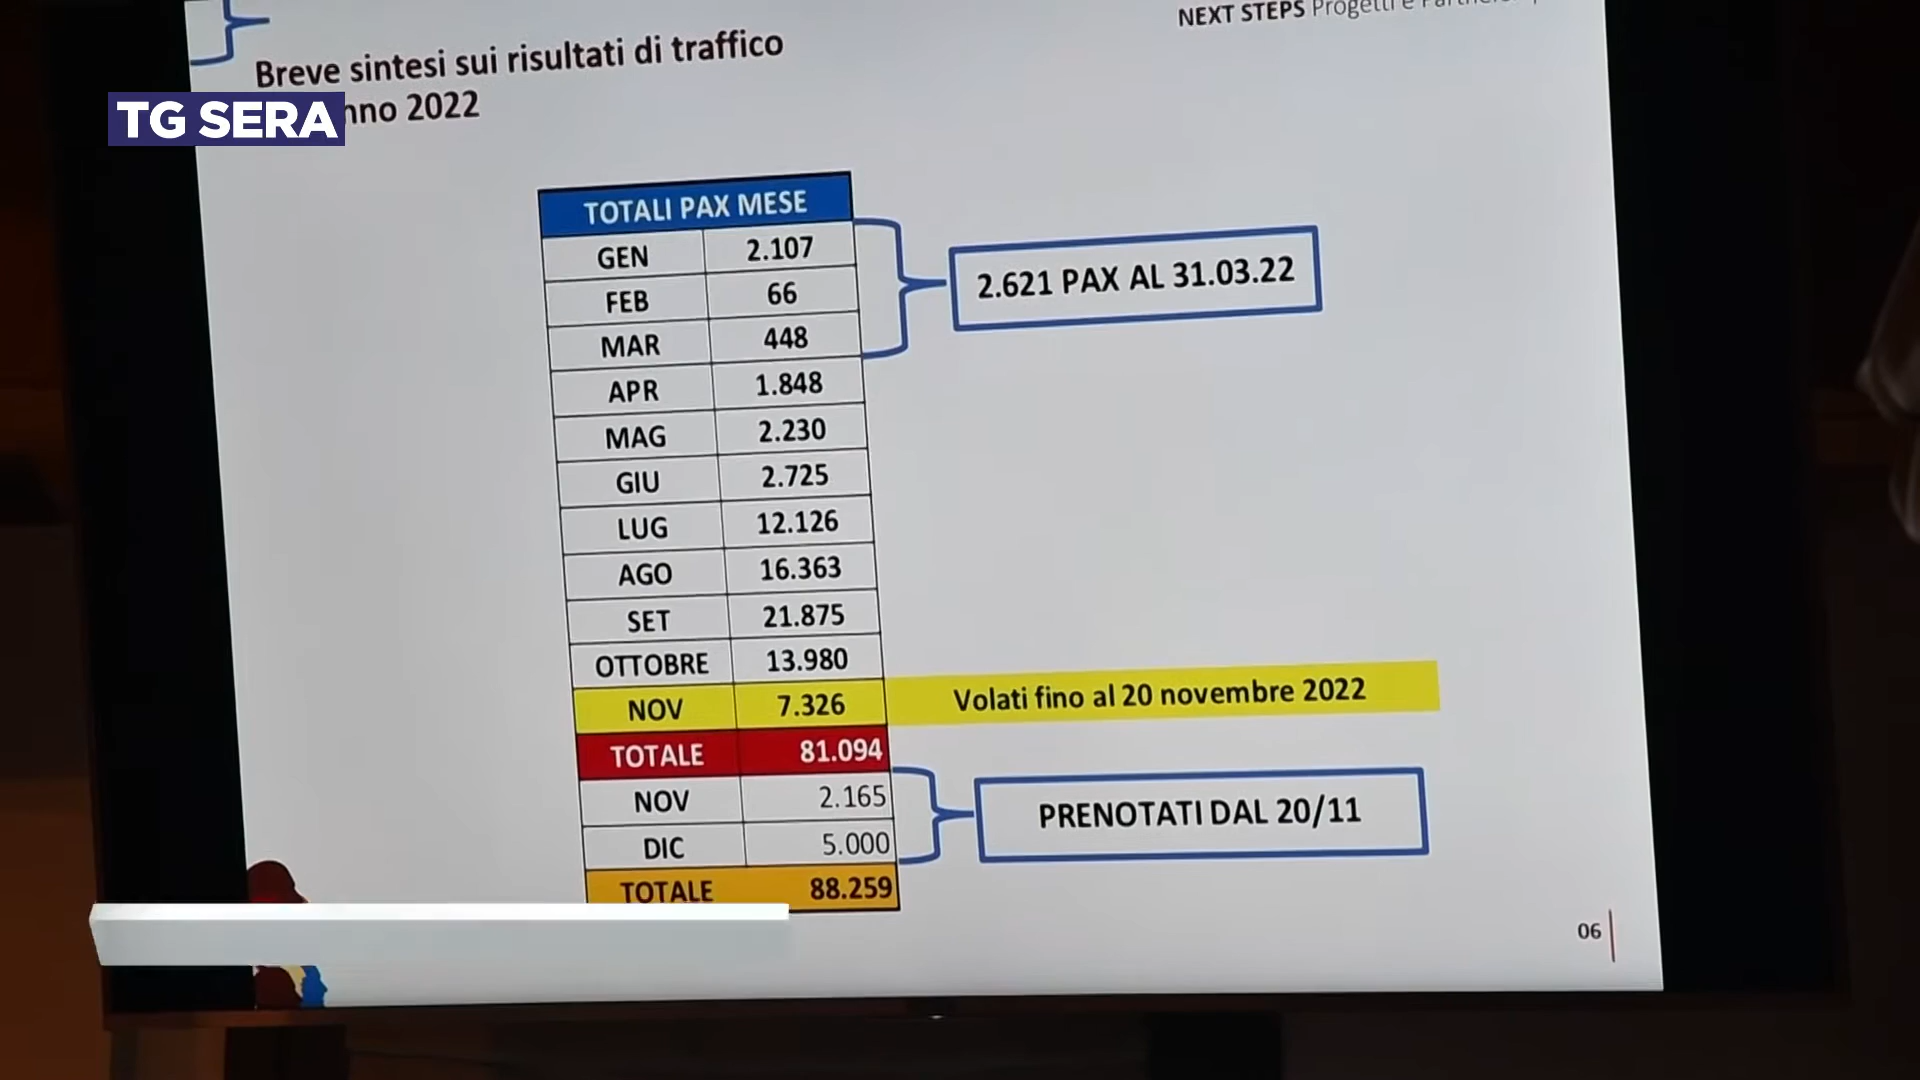 NEXT STEPS Progetti e
Breve sintesi sui risultati di traffico
nno 2022
TG SERA
TOTALI PAX MESE
GEN 2.107
FEB 66
MAR 448
APR 1.848
MAG 2.230
GIU 2.725
LUG 12.126
AGO 16.363
SET 21.875
OTTOBRE 13.980
NOV 7.326
TOTALE 81.094
NOV 2.165
DIC 5.000
TOTALE 88.259
2.621 PAX AL 31.03.22
Volati fino al 20 novembre 2022
PRENOTATI DAL 20/11
06